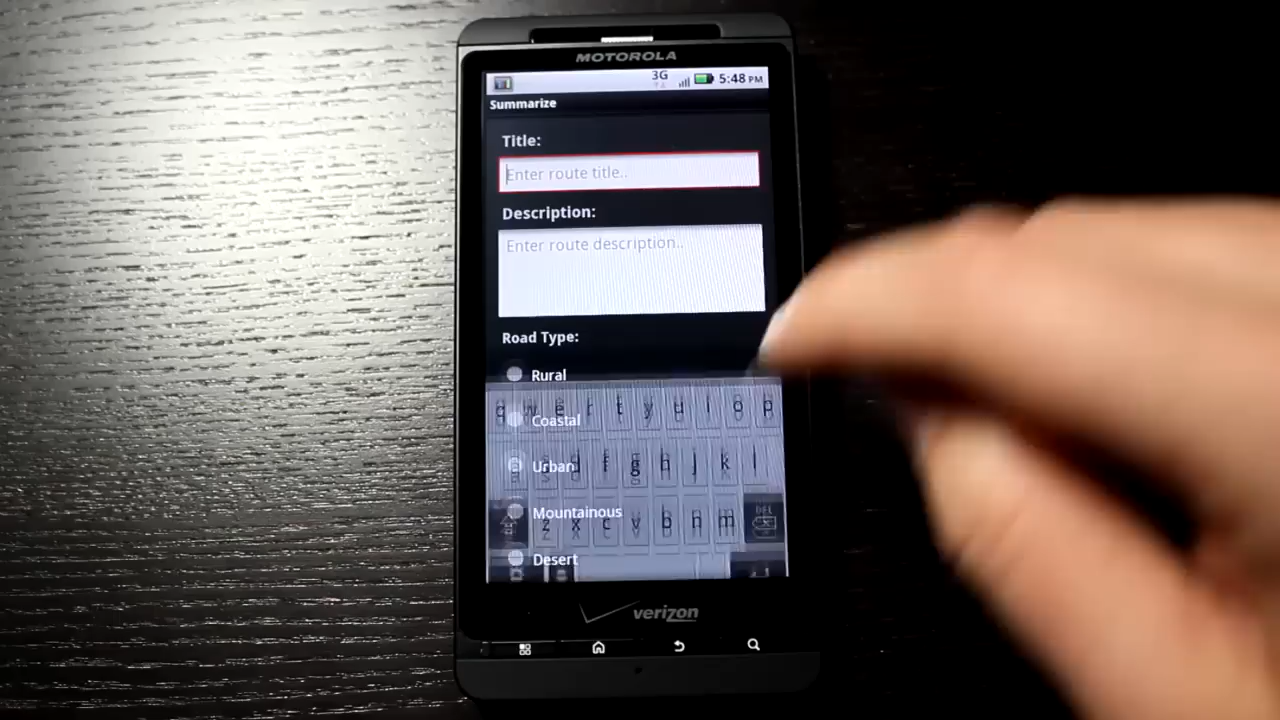 MOTOROLA
3G 5:48 PM
Summarize
Title:
Enter route title..
Description:
Enter route description..
Road Type:
Rural
q w e r t y u i o p
Coastal
a s d f g h j k l
Urban
DEL
z x c v b n m
Mountainous
Desert
verizon